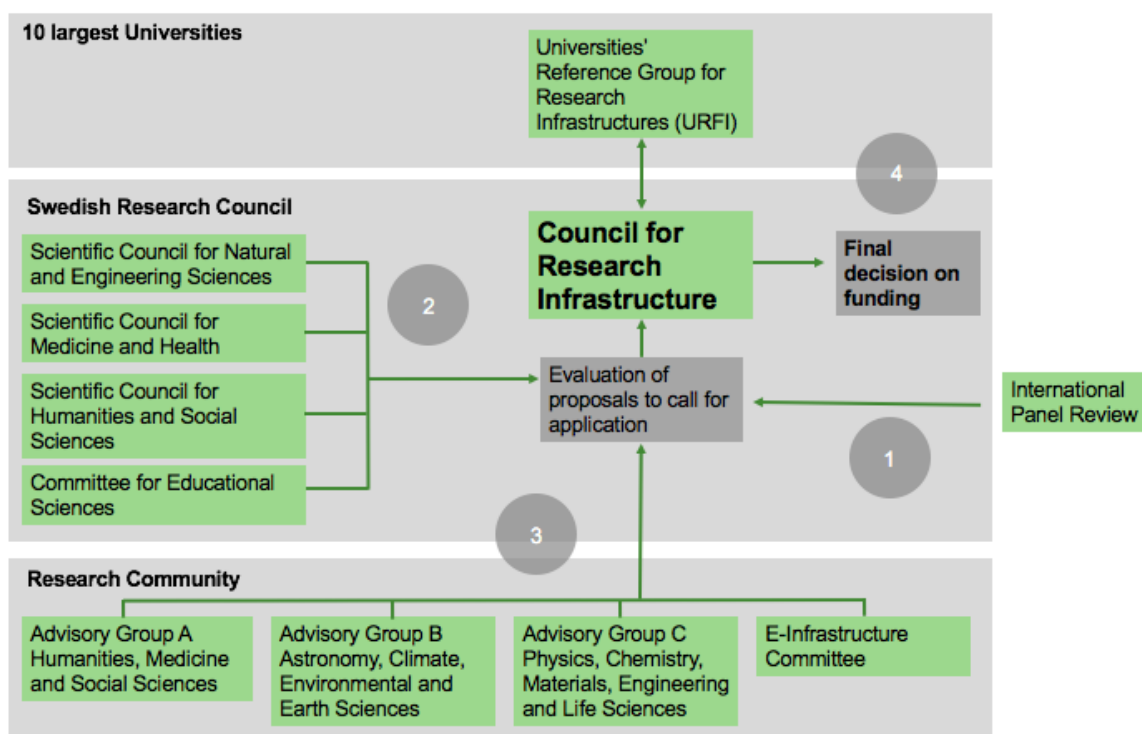 10 largest Universities
Universities'
Reference Group for
Research
Infrastructures (URFI)
4
Swedish Research Council
Scientific Council for Natural
and Engineering Sciences
Scientific Council for
Medicine and Health
Scientific Council for
Humanities and Social
Sciences
Committee for Educational
Sciences
2
Council for
Research
Infrastructure
Final
decision on
funding
Evaluation of
proposals to call for
application
International
Panel Review
1
3
Research Community
Advisory Group A
Humanities, Medicine
and Social Sciences
Advisory Group B
Astronomy, Climate,
Environmental and
Earth Sciences
Advisory Group C
Physics, Chemistry,
Materials, Engineering
and Life Sciences
E-Infrastructure
Committee